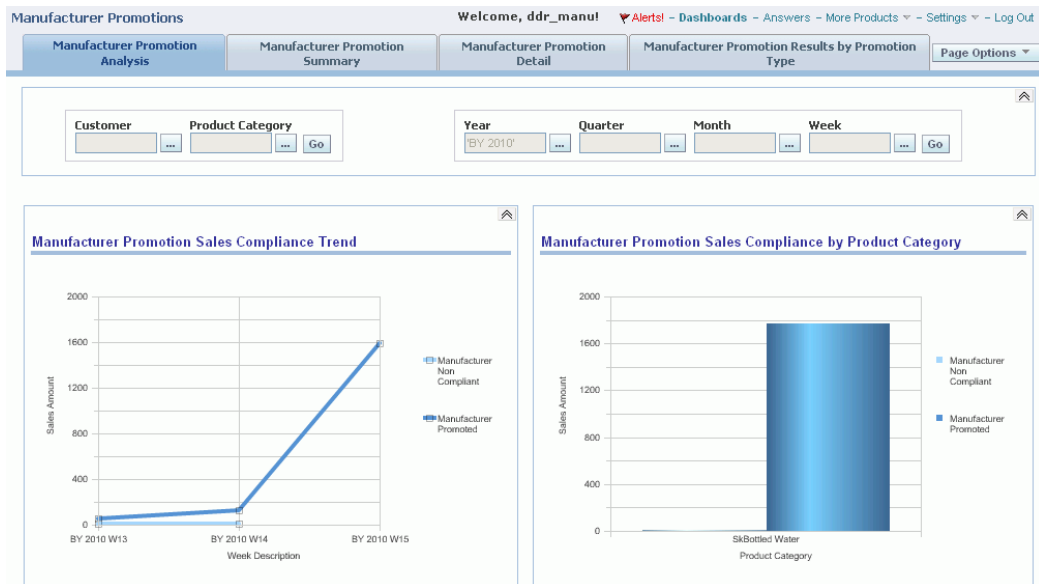 Manufacturer Promotions
Welcome, ddr_manu! Alerts! - Dashboards - Answers - More Products - Settings - Log Out
Manufacturer Promotion Analysis
Manufacturer Promotion Summary
Manufacturer Promotion Detail
Manufacturer Promotion Results by Promotion Type
Page Options
Customer
...
Product Category
...
Go
Year
'BY 2010'
...
Quarter
...
Month
...
Week
...
Go
Manufacturer Promotion Sales Compliance Trend
2000
1600
1200
800
400
0
Sales Amount
BY 2010 W13
BY 2010 W14
BY 2010 W15
Week Description
Manufacturer
Non
Compliant
Manufacturer
Promoted
Manufacturer Promotion Sales Compliance by Product Category
2000
1600
1200
800
400
0
Sales Amount
SkBottled Water
Product Category
Manufacturer
Non
Compliant
Manufacturer
Promoted